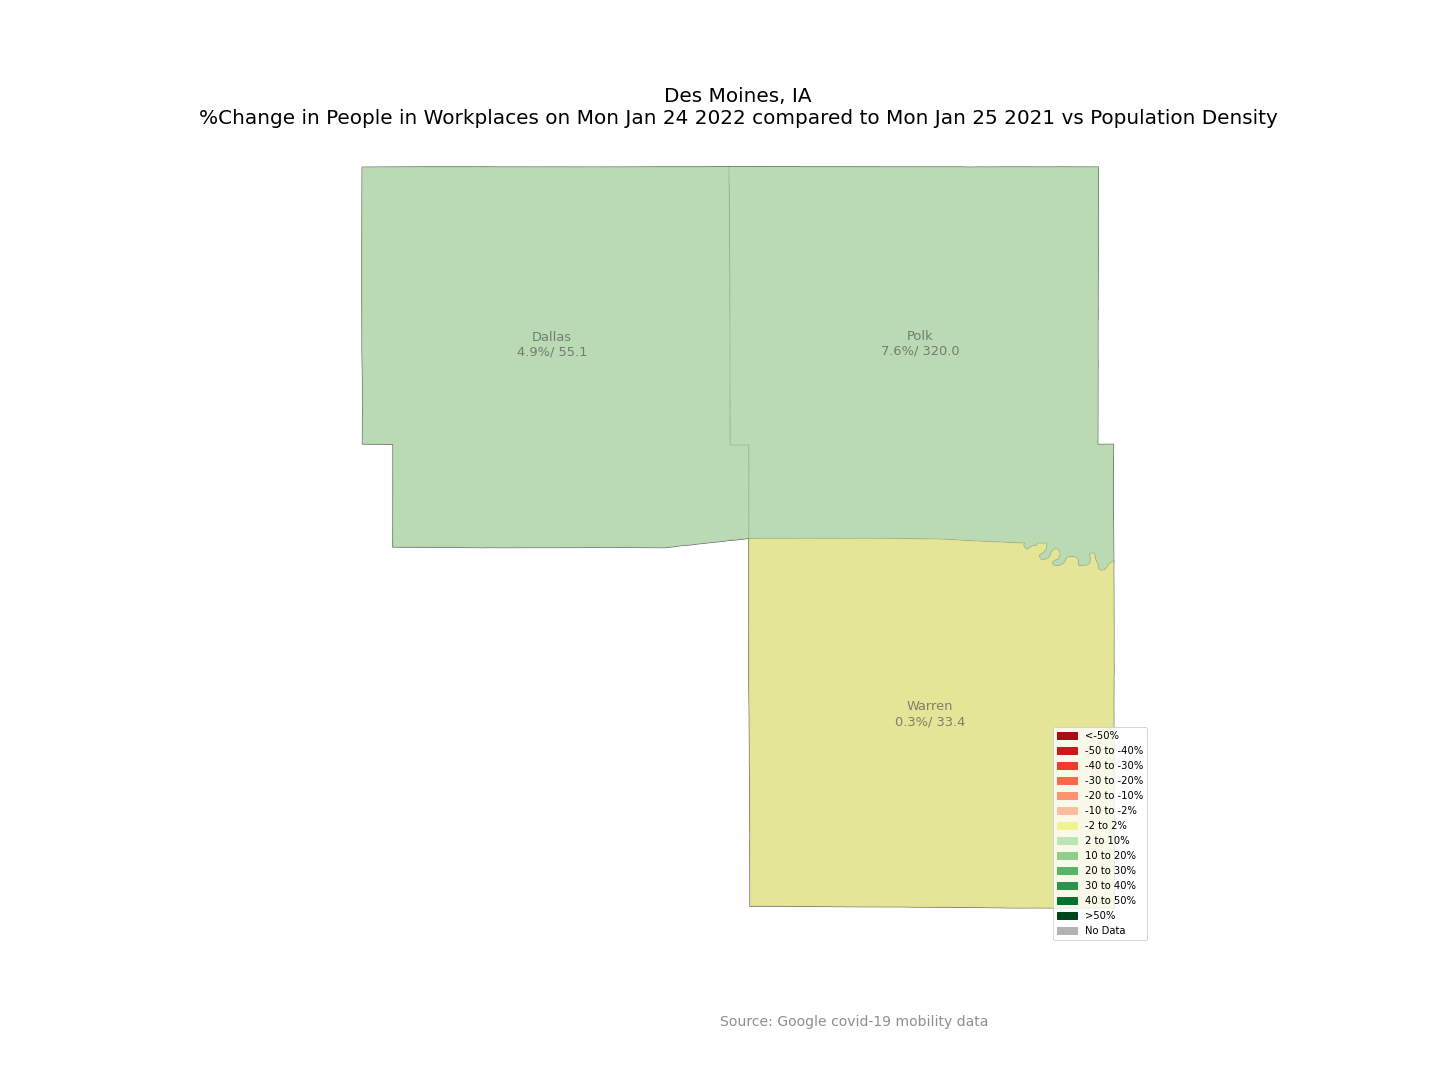 Des Moines, IA
%Change in People in Workplaces on Mon Jan 24 2022 compared to Mon Jan 25 2021 vs Population Density
Dallas
4.9%/ 55.1
Polk
7.6%/ 320.0
Warren
0.3%/ 33.4
<-50%
-50 to -40%
-40 to -30%
-30 to -20%
-20 to -10%
-10 to -2%
-2 to 2%
2 to 10%
10 to 20%
20 to 30%
30 to 40%
40 to 50%
>50%
No Data
Source: Google covid-19 mobility data